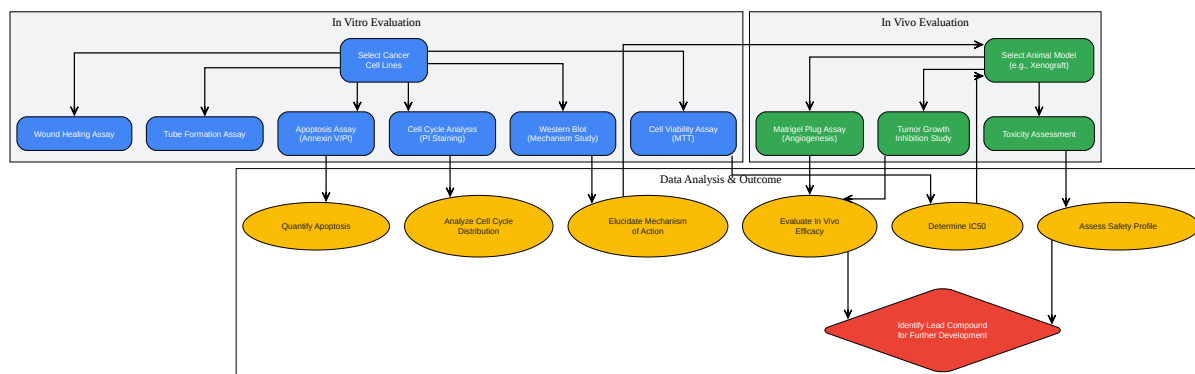 In Vitro Evaluation
In Vivo Evaluation
Select Cancer
Cell Lines
Select Animal Model
(e.g., Xenograft)
Wound Healing Assay
Tube Formation Assay
Apoptosis Assay
(Annexin V/PI)
Cell Cycle Analysis
(PI Staining)
Western Blot
(Mechanism Study)
Cell Viability Assay
(MTT)
Matrigel Plug Assay
(Angiogenesis)
Tumor Growth
Inhibition Study
Toxicity Assessment
Data Analysis & Outcome
Quantify Apoptosis
Analyze Cell Cycle
Distribution
Elucidate Mechanism
of Action
Evaluate In Vivo
Efficacy
Determine IC50
Assess Safety Profile
Identify Lead Compound
for Further Development